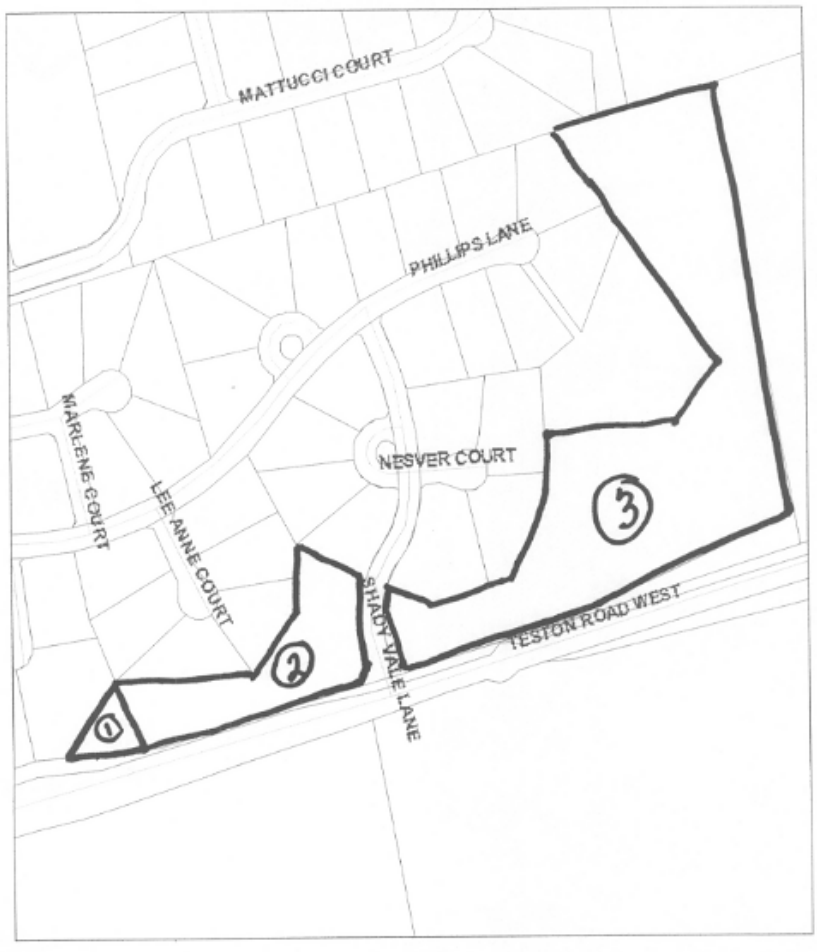 MATTUCCI COURT
PHILLIPS LANE
MARLENE COURT
NESVER COURT
LEE ANNE COURT
3
SHADY VALE LANE
TESTON ROAD WEST
2
1